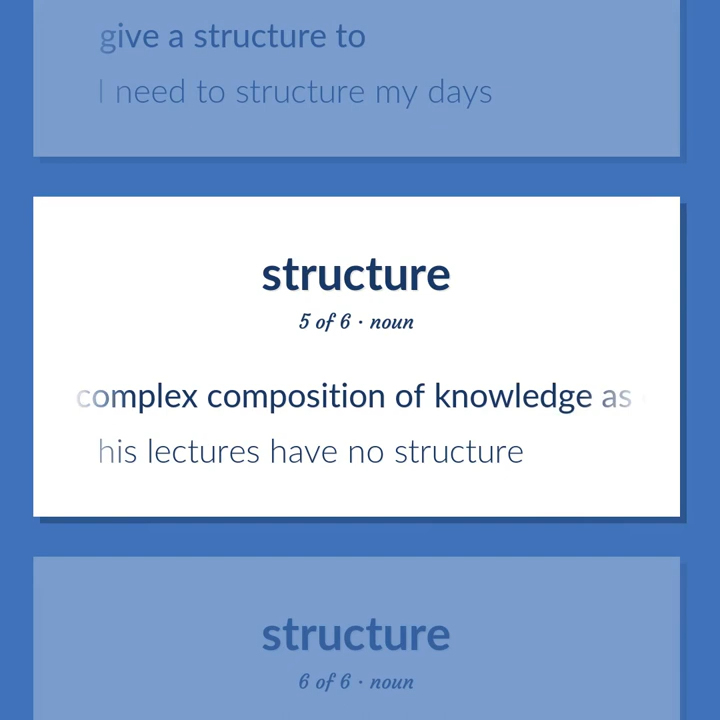 give a structure to
I need to structure my days
structure
5 of 6 · noun
complex composition of knowledge as
his lectures have no structure
structure
6 of 6 · noun